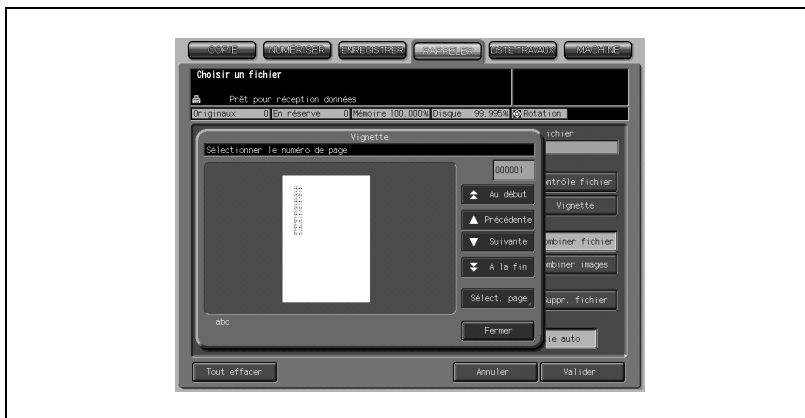 COPIE NUMÉRISER ENREGISTRER RAPPELER LISTE TRAVAUX MACHINE
Choisir un fichier
Prêt pour réception données
Originaux 0 En réserve 0 Mémoire 100.000% Disque 99.995% Rotation
Vignette
ichier
Sélectionner le numéro de page
000001
Au début
ntrôle fichier
Précédente
Vignette
Suivante
mbiner fichier
A la fin
mbiner images
Sélect. page
uppr. fichier
abc
Fermer
ie auto
Tout effacer Annuler Valider